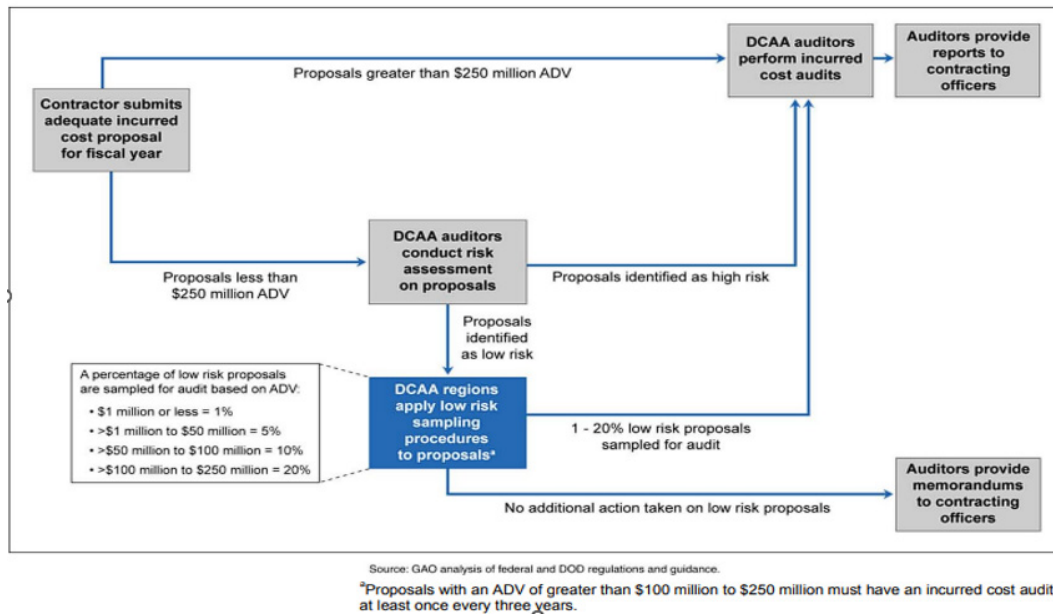 DCAA auditors
perform incurred
cost audits
Auditors provide
reports to
contracting
officers
Proposals greater than $250 million ADV
Contractor submits
adequate incurred
cost proposal
for fiscal year
DCAA auditors
conduct risk
assessment
on proposals
Proposals less than
$250 million ADV
Proposals identified as high risk
Proposals
identified
as low risk
A percentage of low risk proposals
are sampled for audit based on ADV:
• $1 million or less = 1%
• >$1 million to $50 million = 5%
• >$50 million to $100 million = 10%
• >$100 million to $250 million = 20%
DCAA regions
apply low risk
sampling
procedures
to proposalsᵃ
1 - 20% low risk proposals
sampled for audit
No additional action taken on low risk proposals
Auditors provide
memorandums
to contracting
officers
Source: GAO analysis of federal and DOD regulations and guidance.
ᵃProposals with an ADV of greater than $100 million to $250 million must have an incurred cost audit
at least once every three years.